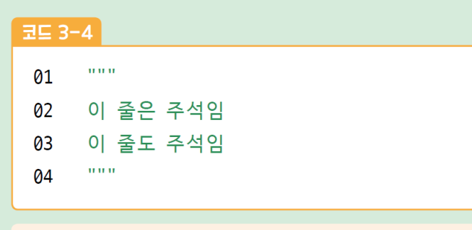 코드 3-4
01 """
02 이 줄은 주석임
03 이 줄도 주석임
04 """